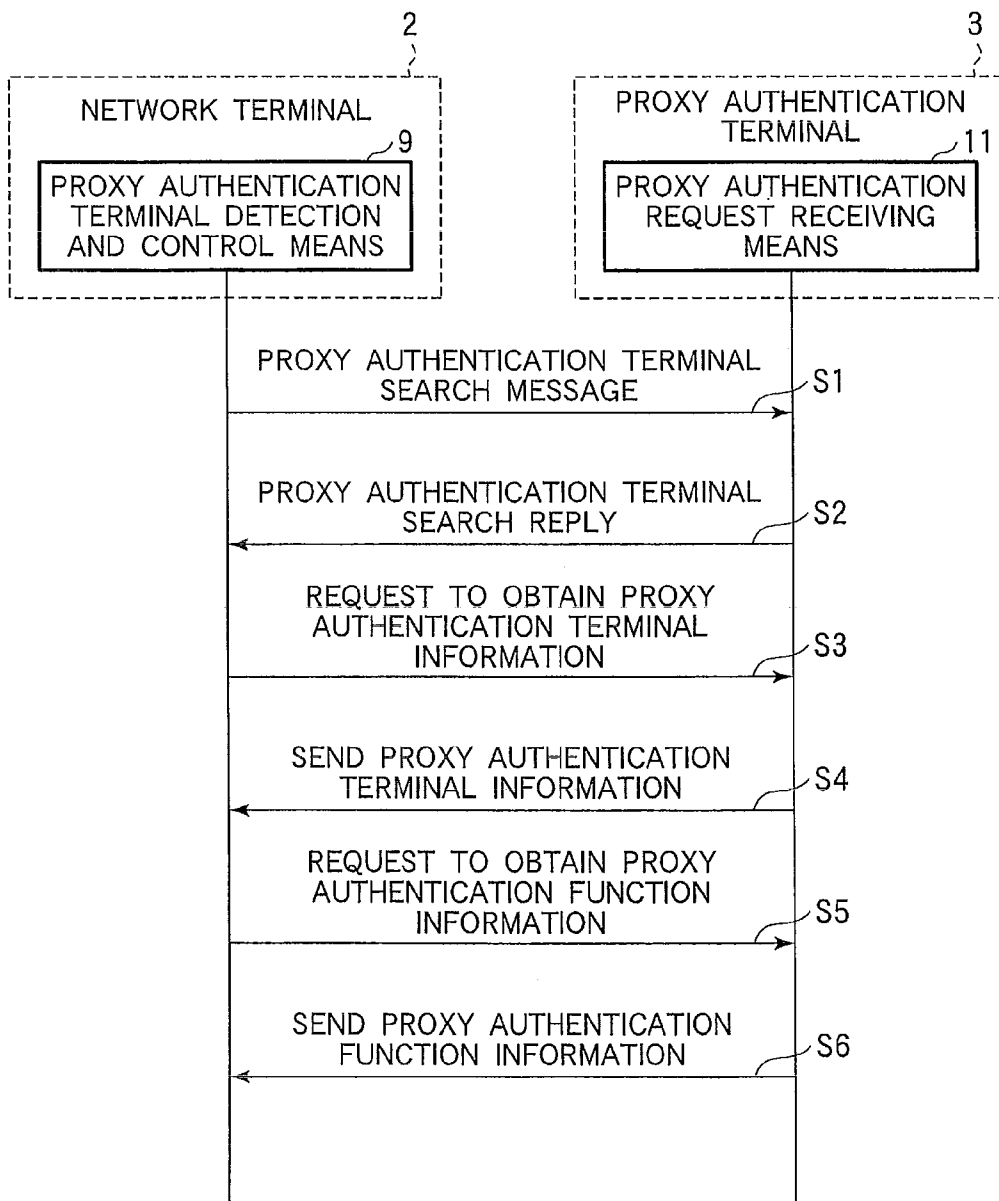 2
3
NETWORK TERMINAL
PROXY AUTHENTICATION
TERMINAL
9
11
PROXY AUTHENTICATION
TERMINAL DETECTION
AND CONTROL MEANS
PROXY AUTHENTICATION
REQUEST RECEIVING
MEANS
PROXY AUTHENTICATION TERMINAL
SEARCH MESSAGE
S1
PROXY AUTHENTICATION TERMINAL
SEARCH REPLY
S2
REQUEST TO OBTAIN PROXY
AUTHENTICATION TERMINAL
INFORMATION
S3
SEND PROXY AUTHENTICATION
TERMINAL INFORMATION
S4
REQUEST TO OBTAIN PROXY
AUTHENTICATION FUNCTION
INFORMATION
S5
SEND PROXY AUTHENTICATION
FUNCTION INFORMATION
S6